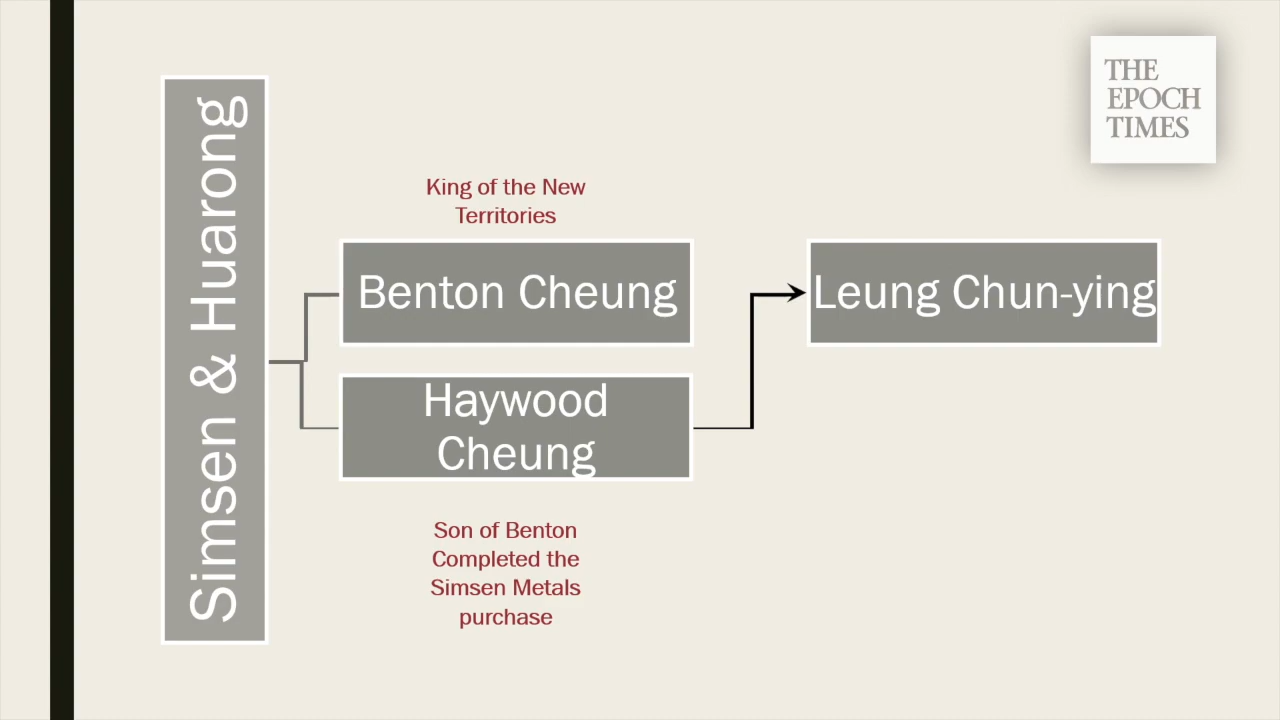 THE
EPOCH
TIMES
Simsen & Huarong
King of the New
Territories
Benton Cheung
Leung Chun-ying
Haywood
Cheung
Son of Benton
Completed the
Simsen Metals
purchase